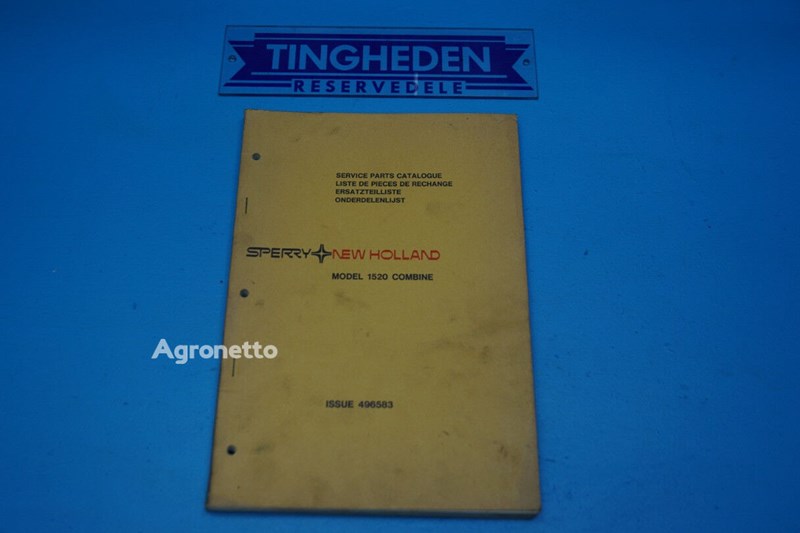 TINGHEDEN
RESERVEDELE
SERVICE PARTS CATALOGUE
LISTE DE PIECES DE RECHANGE
ERSATZTEILLISTE
ONDERDELENLIJST
SPERRY NEW HOLLAND
MODEL 1520 COMBINE
Agronetto
ISSUE 496583